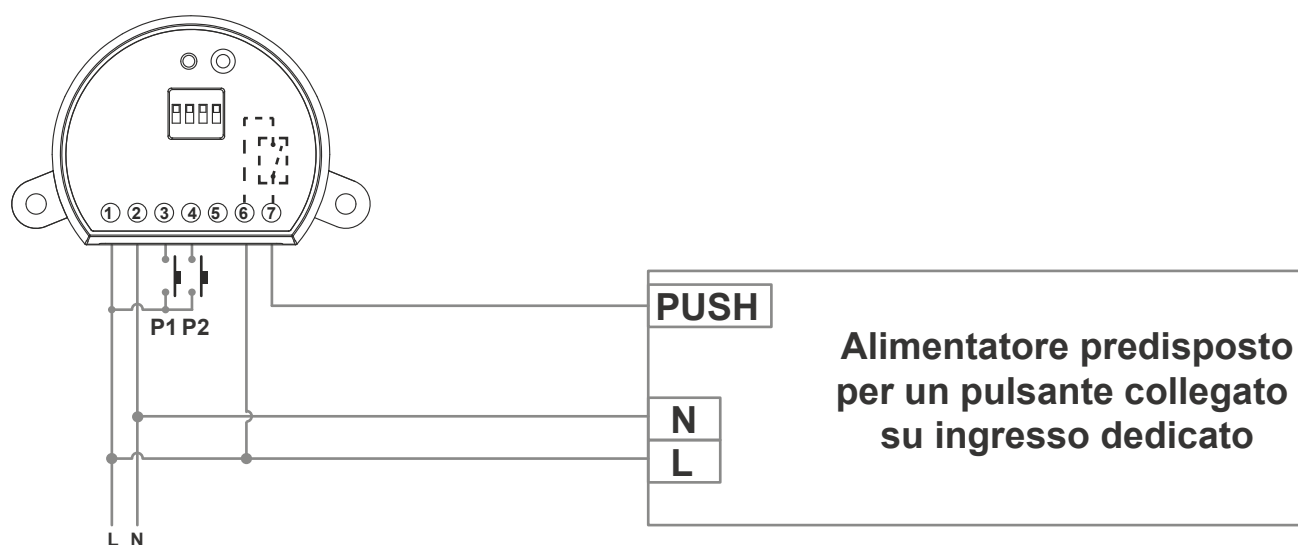 1 2 3 4 5 6 7
P1 P2
PUSH
Alimentatore predisposto
per un pulsante collegato
su ingresso dedicato
N
L
L N